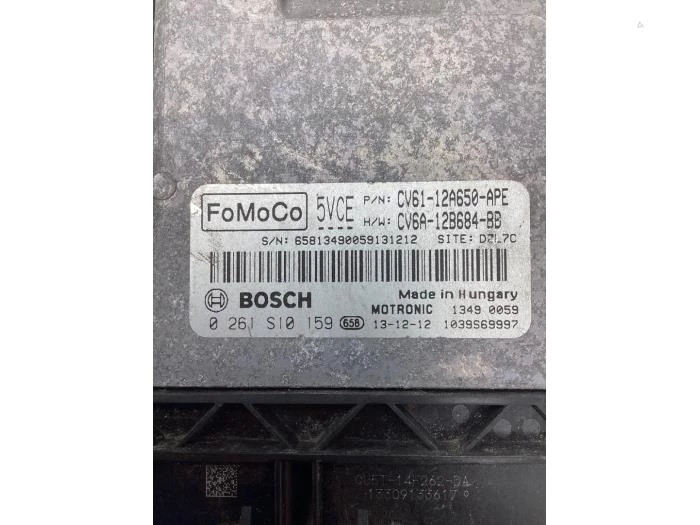 FoMoCo 5VCE P/N: CV61-12A650-APE
H/W: CV6A-12B684-BB
S/N: 65813490059131212 SITE: DZL7C
BOSCH Made in Hungary
MOTRONIC 1349 0059
0 261 S10 159 658 13-12-12 1039S69997
13309133617